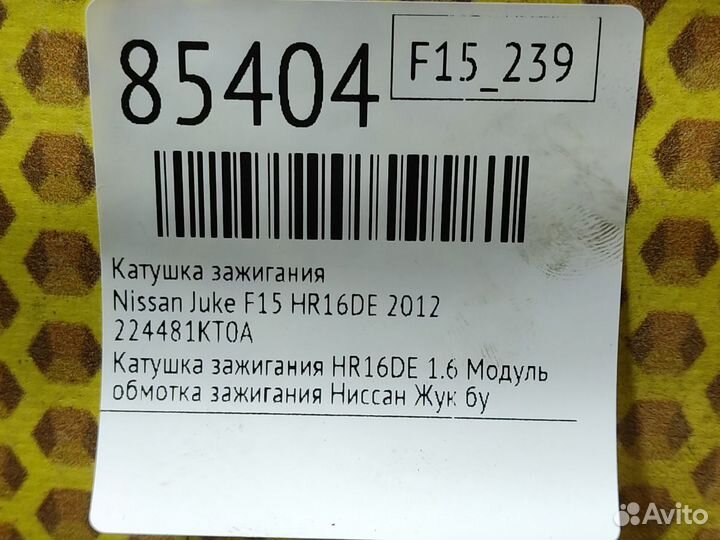 85404
F15_239
Катушка зажигания
Nissan Juke F15 HR16DE 2012
224481KT0A
Катушка зажигания HR16DE 1.6 Модуль
обмотка зажигания Ниссан Жук бу
Avito